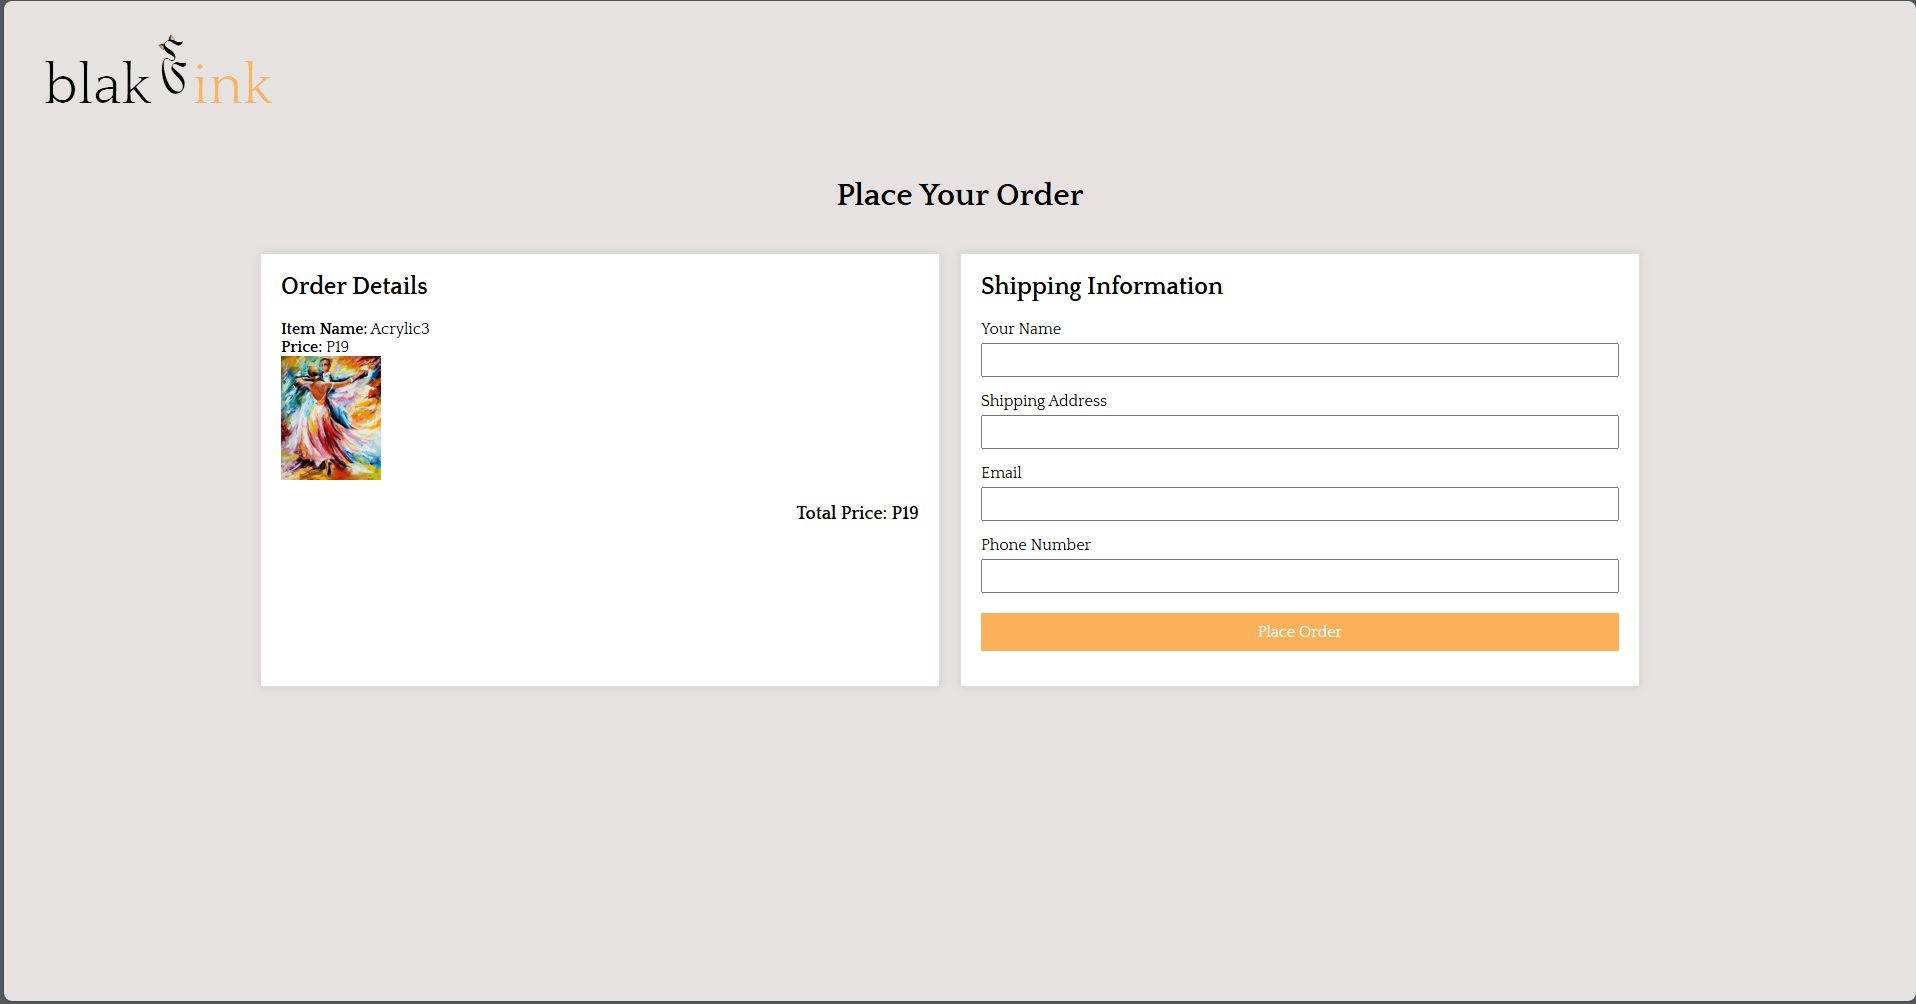 blak ink
Place Your Order
Order Details
Item Name: Acrylic3
Price: P19
Total Price: P19
Shipping Information
Your Name
Shipping Address
Email
Phone Number
Place Order